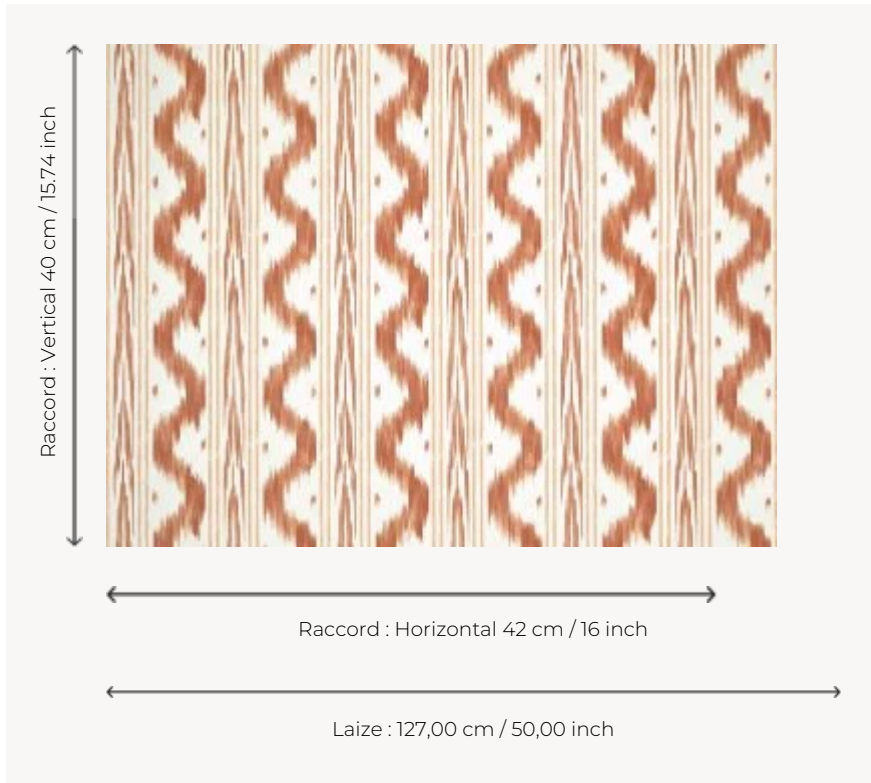 Raccord : Vertical 40 cm / 15.74 inch
Raccord : Horizontal 42 cm / 16 inch
Laize : 127,00 cm / 50,00 inch